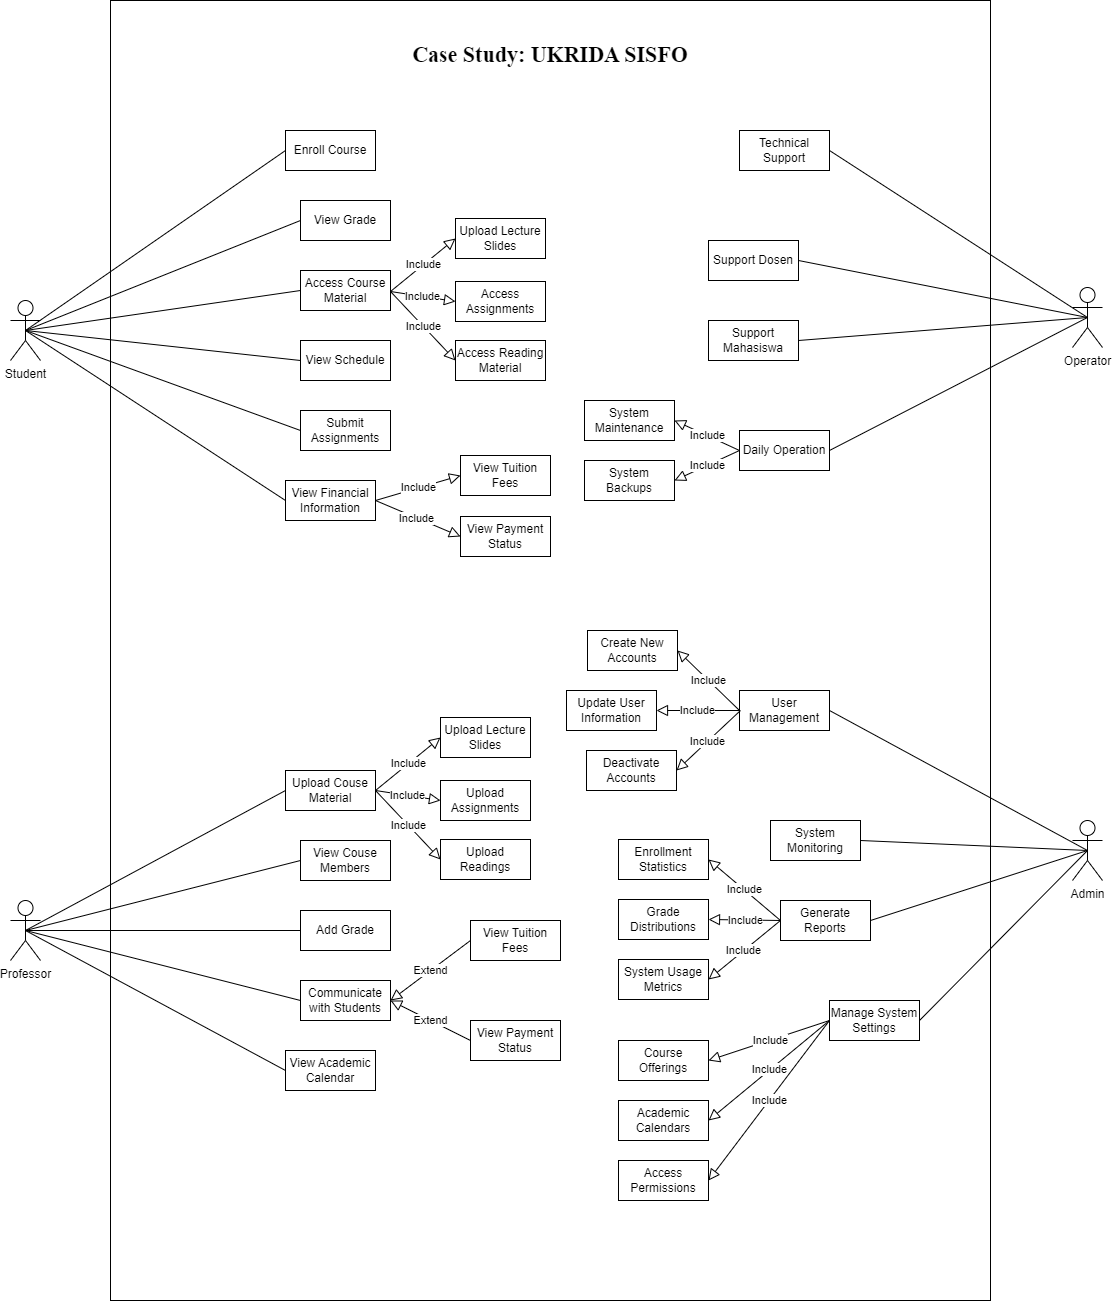 Case Study: UKRIDA SISFO
Enroll Course
View Grade
Access Course
Material
Include
Include
Include
Upload Lecture
Slides
Access
Assignments
Access Reading
Material
View Schedule
Submit
Assignments
View Financial
Information
Include
Include
View Tuition
Fees
View Payment
Status
Student
Technical
Support
Support Dosen
Support
Mahasiswa
System
Maintenance
System
Backups
Include
Include
Daily Operation
Operator
Upload Couse
Material
Include
Include
Include
Upload Lecture
Slides
Upload
Assignments
Upload
Readings
View Couse
Members
Add Grade
Communicate
with Students
Extend
Extend
View Tuition
Fees
View Payment
Status
View Academic
Calendar
Professor
Create New
Accounts
Update User
Information
Deactivate
Accounts
Include
Include
Include
User
Management
System
Monitoring
Enrollment
Statistics
Grade
Distributions
System Usage
Metrics
Include
Include
Include
Generate
Reports
Manage System
Settings
Include
Include
Include
Course
Offerings
Academic
Calendars
Access
Permissions
Admin